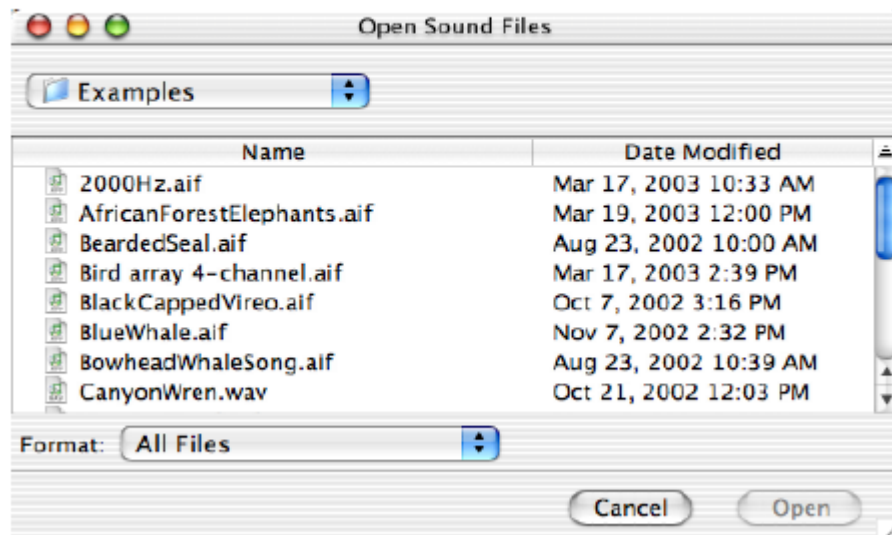 Open Sound Files
Examples
Name Date Modified
2000Hz.aif Mar 17, 2003 10:33 AM
AfricanForestElephants.aif Mar 19, 2003 12:00 PM
BeardedSeal.aif Aug 23, 2002 10:00 AM
Bird array 4-channel.aif Mar 17, 2003 2:39 PM
BlackCappedVireo.aif Oct 7, 2002 3:16 PM
BlueWhale.aif Nov 7, 2002 2:32 PM
BowheadWhaleSong.aif Aug 23, 2002 10:39 AM
CanyonWren.wav Oct 21, 2002 12:03 PM
Format: All Files
Cancel Open